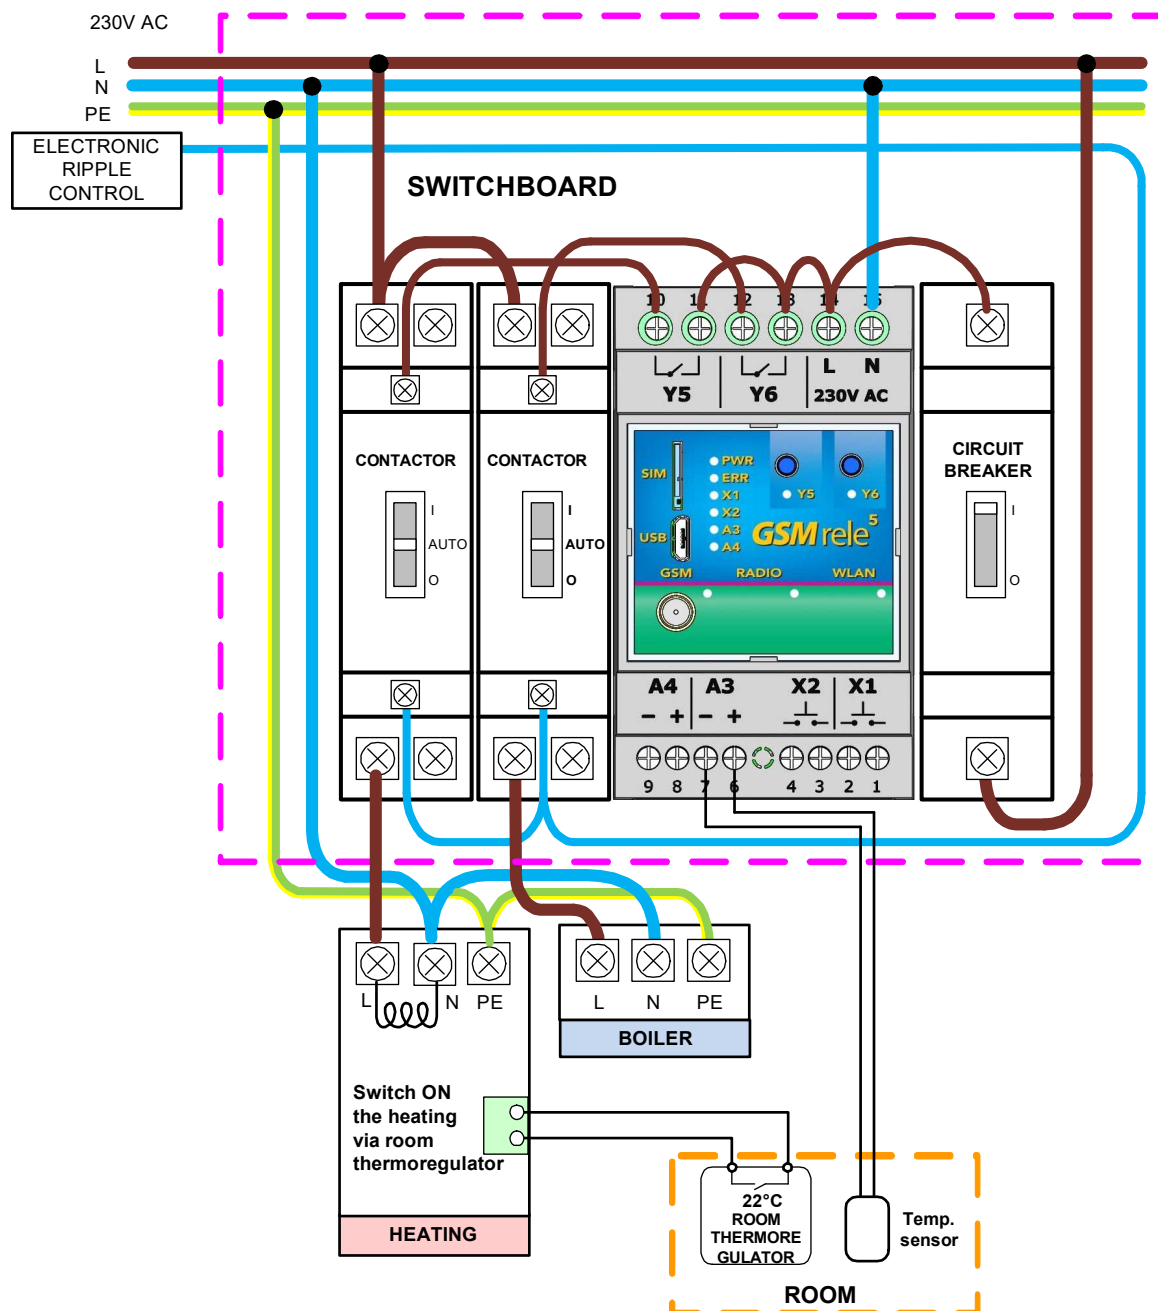 230V AC
L
N
PE
ELECTRONIC
RIPPLE
CONTROL
SWITCHBOARD
10 11 12 13 14 15
Y5 Y6
L N
230V AC
CONTACTOR
I
AUTO
O
CONTACTOR
I
AUTO
O
SIM
USB
PWR
ERR
X1
X2
A3
A4
Y5
Y6
GSM rele5
GSM RADIO WLAN
CIRCUIT
BREAKER
I
O
A4 A3 X2 X1
− + − +
9 8 7 6 4 3 2 1
L N PE
Switch ON
the heating
via room
thermoregulator
HEATING
L N PE
BOILER
22°C
ROOM
THERMORE
GULATOR
Temp.
sensor
ROOM